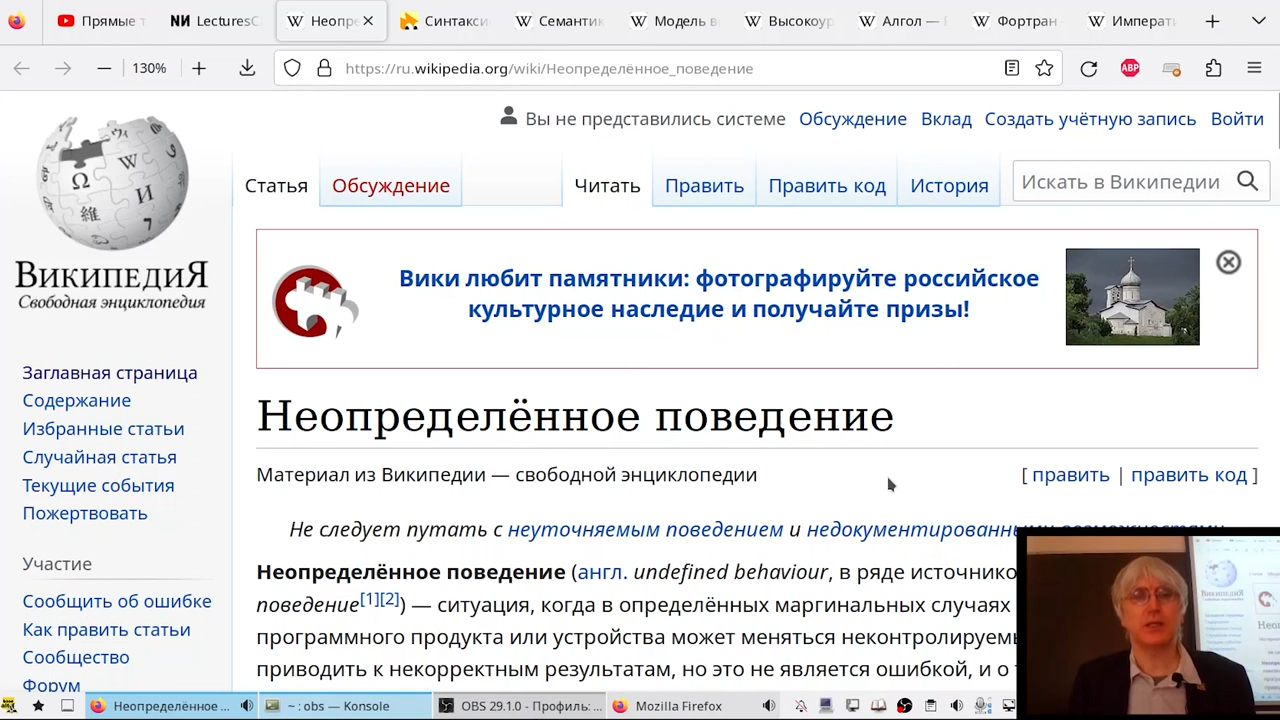 Прямые т
NИ LecturesC
Неопре
Синтакси
Семантик
Модель в
Высокоур
Алгол —
Фортран
Императи
130%
https://ru.wikipedia.org/wiki/Неопределённое_поведение
ABP
Вы не представились системе Обсуждение Вклад Создать учётную запись Войти
Статья Обсуждение Читать Править Править код История Искать в Википедии
ВикипедиЯ
Свободная энциклопедия
Вики любит памятники: фотографируйте российское
культурное наследие и получайте призы!
Заглавная страница
Содержание
Избранные статьи
Случайная статья
Текущие события
Пожертвовать
Участие
Сообщить об ошибке
Как править статьи
Сообщество
Форум
Неопределённое поведение
Материал из Википедии — свободной энциклопедии [ править | править код ]
Не следует путать с неуточняемым поведением и недокументированными возможностями
Неопределённое поведение (англ. undefined behaviour, в ряде источнико
поведение[1][2]) — ситуация, когда в определённых маргинальных случаях
программного продукта или устройства может меняться неконтролируем
приводить к некорректным результатам, но это не является ошибкой, и о
Неопределённое ... ~ : obs — Konsole OBS 29.1.0 - Профиль: ... Mozilla Firefox